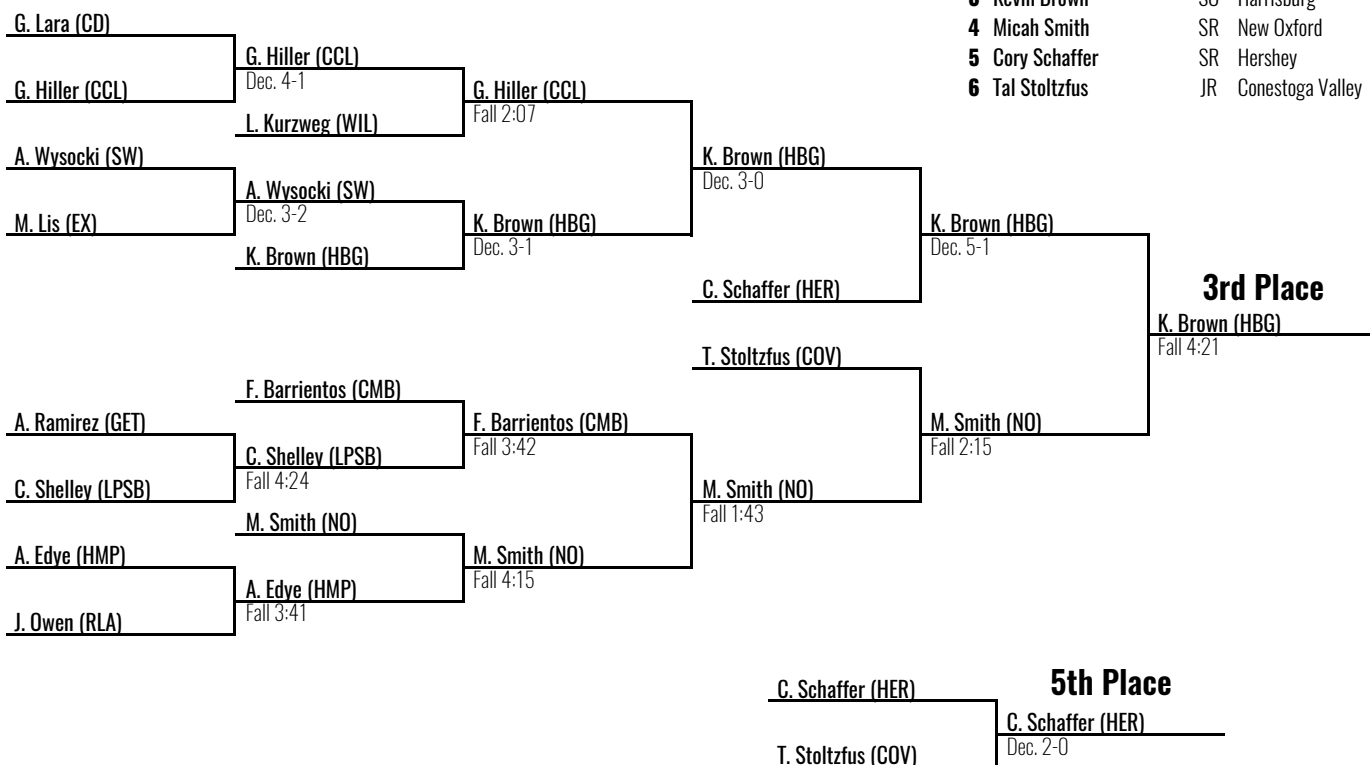 3 Kevin Brown SO Harrisburg
4 Micah Smith SR New Oxford
5 Cory Schaffer SR Hershey
6 Tal Stoltzfus JR Conestoga Valley
G. Lara (CD)
G. Hiller (CCL)
Dec. 4-1
G. Hiller (CCL)
G. Hiller (CCL)
Fall 2:07
L. Kurzweg (WIL)
A. Wysocki (SW)
K. Brown (HBG)
Dec. 3-0
A. Wysocki (SW)
Dec. 3-2
M. Lis (EX)
K. Brown (HBG)
Dec. 3-1
K. Brown (HBG)
Dec. 5-1
K. Brown (HBG)
C. Schaffer (HER)
3rd Place
K. Brown (HBG)
Fall 4:21
T. Stoltzfus (COV)
F. Barrientos (CMB)
A. Ramirez (GET)
F. Barrientos (CMB)
Fall 3:42
M. Smith (NO)
Fall 2:15
C. Shelley (LPSB)
Fall 4:24
C. Shelley (LPSB)
M. Smith (NO)
Fall 1:43
M. Smith (NO)
A. Edye (HMP)
M. Smith (NO)
Fall 4:15
A. Edye (HMP)
Fall 3:41
J. Owen (RLA)
5th Place
C. Schaffer (HER)
C. Schaffer (HER)
Dec. 2-0
T. Stoltzfus (COV)